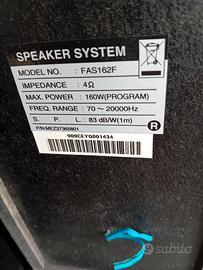 SPEAKER SYSTEM
MODEL NO. : FAS162F
IMPEDANCE : 4Ω
MAX. POWER : 160W(PROGRAM)
FREQ. RANGE : 70 ~ 20000Hz
S. P. L. : 83 dB/W(1m)
P/N:MEZ37365801
R
909CEYQ001434
subito